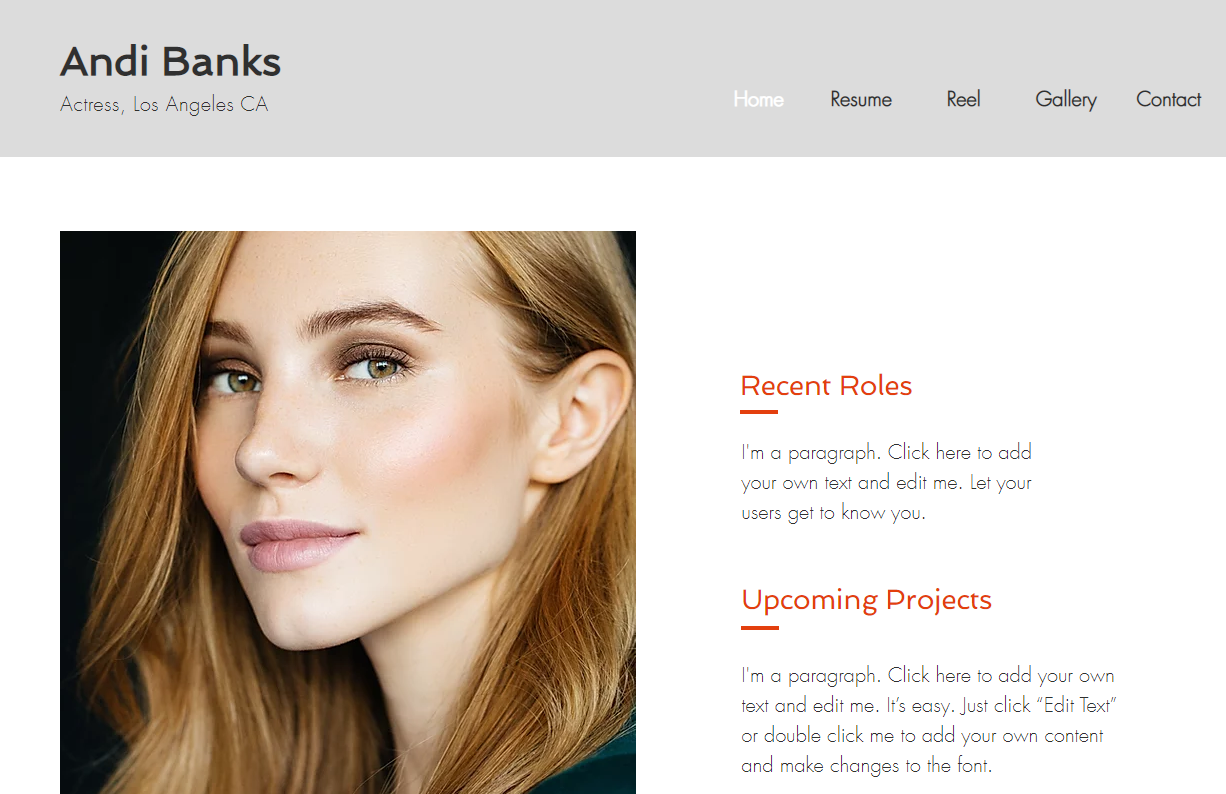 Andi Banks
Actress, Los Angeles CA
Home Resume Reel Gallery Contact
Recent Roles
I'm a paragraph. Click here to add
your own text and edit me. Let your
users get to know you.
Upcoming Projects
I'm a paragraph. Click here to add your own
text and edit me. It’s easy. Just click “Edit Text”
or double click me to add your own content
and make changes to the font.